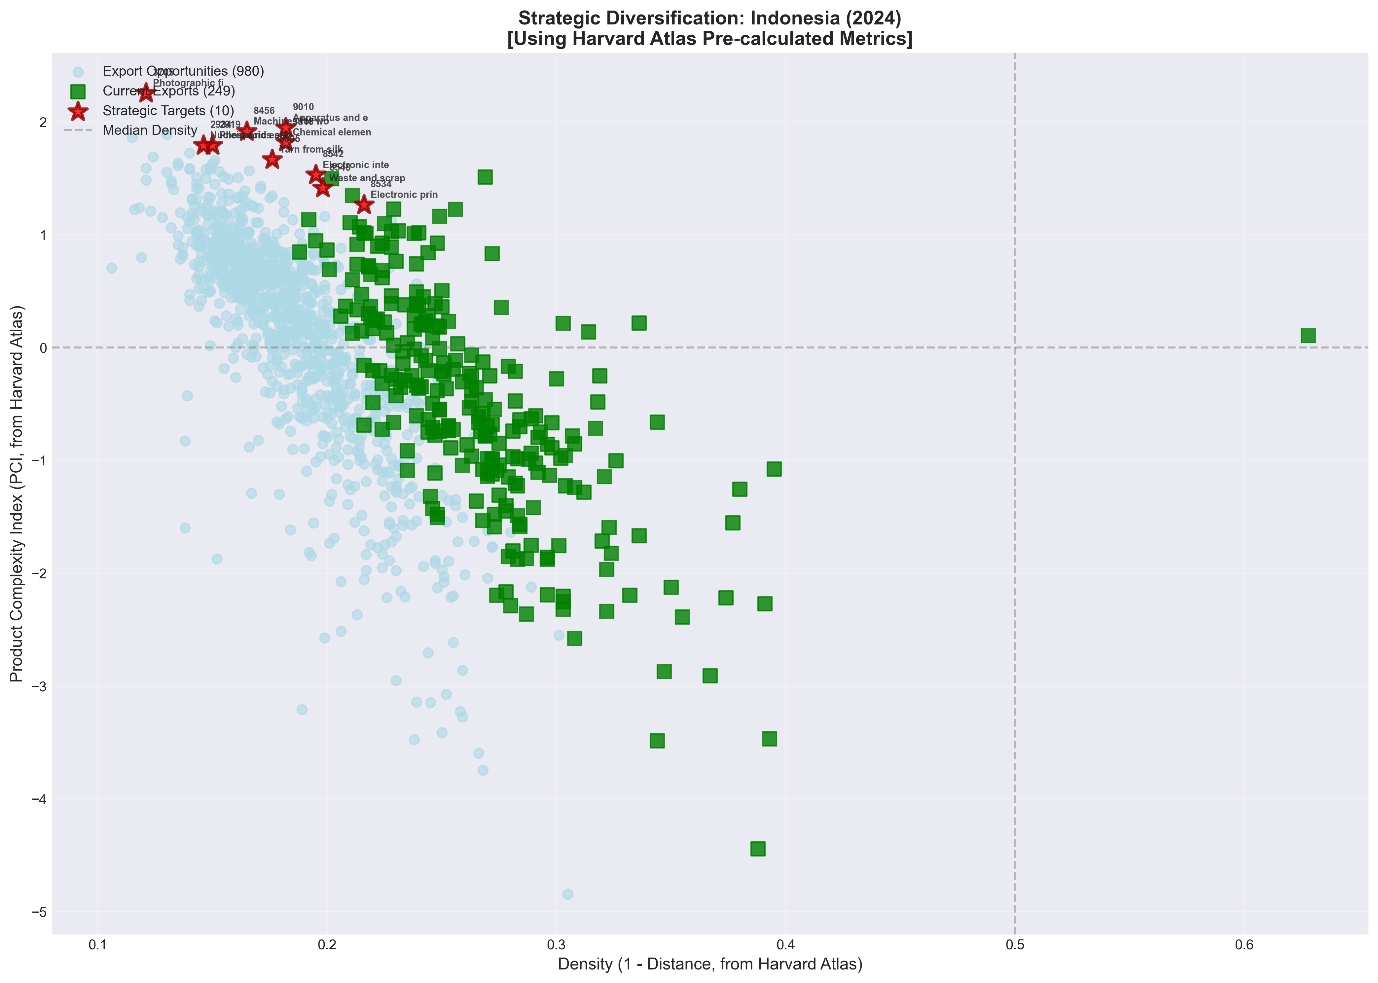 Strategic Diversification: Indonesia (2024)
[Using Harvard Atlas Pre-calculated Metrics]
Export Opportunities (980)
Current Exports (249)
Strategic Targets (10)
Median Density
Photographic fi
8456
Machine
9010
Apparatus and e
Chemical elemen
Yarn from silk
8542
Electronic inte
8548
Waste and scrap
8534
Electronic prin
2
1
0
−1
−2
−3
−4
−5
Product Complexity Index (PCI, from Harvard Atlas)
0.1
0.2
0.3
0.4
0.5
0.6
Density (1 - Distance, from Harvard Atlas)